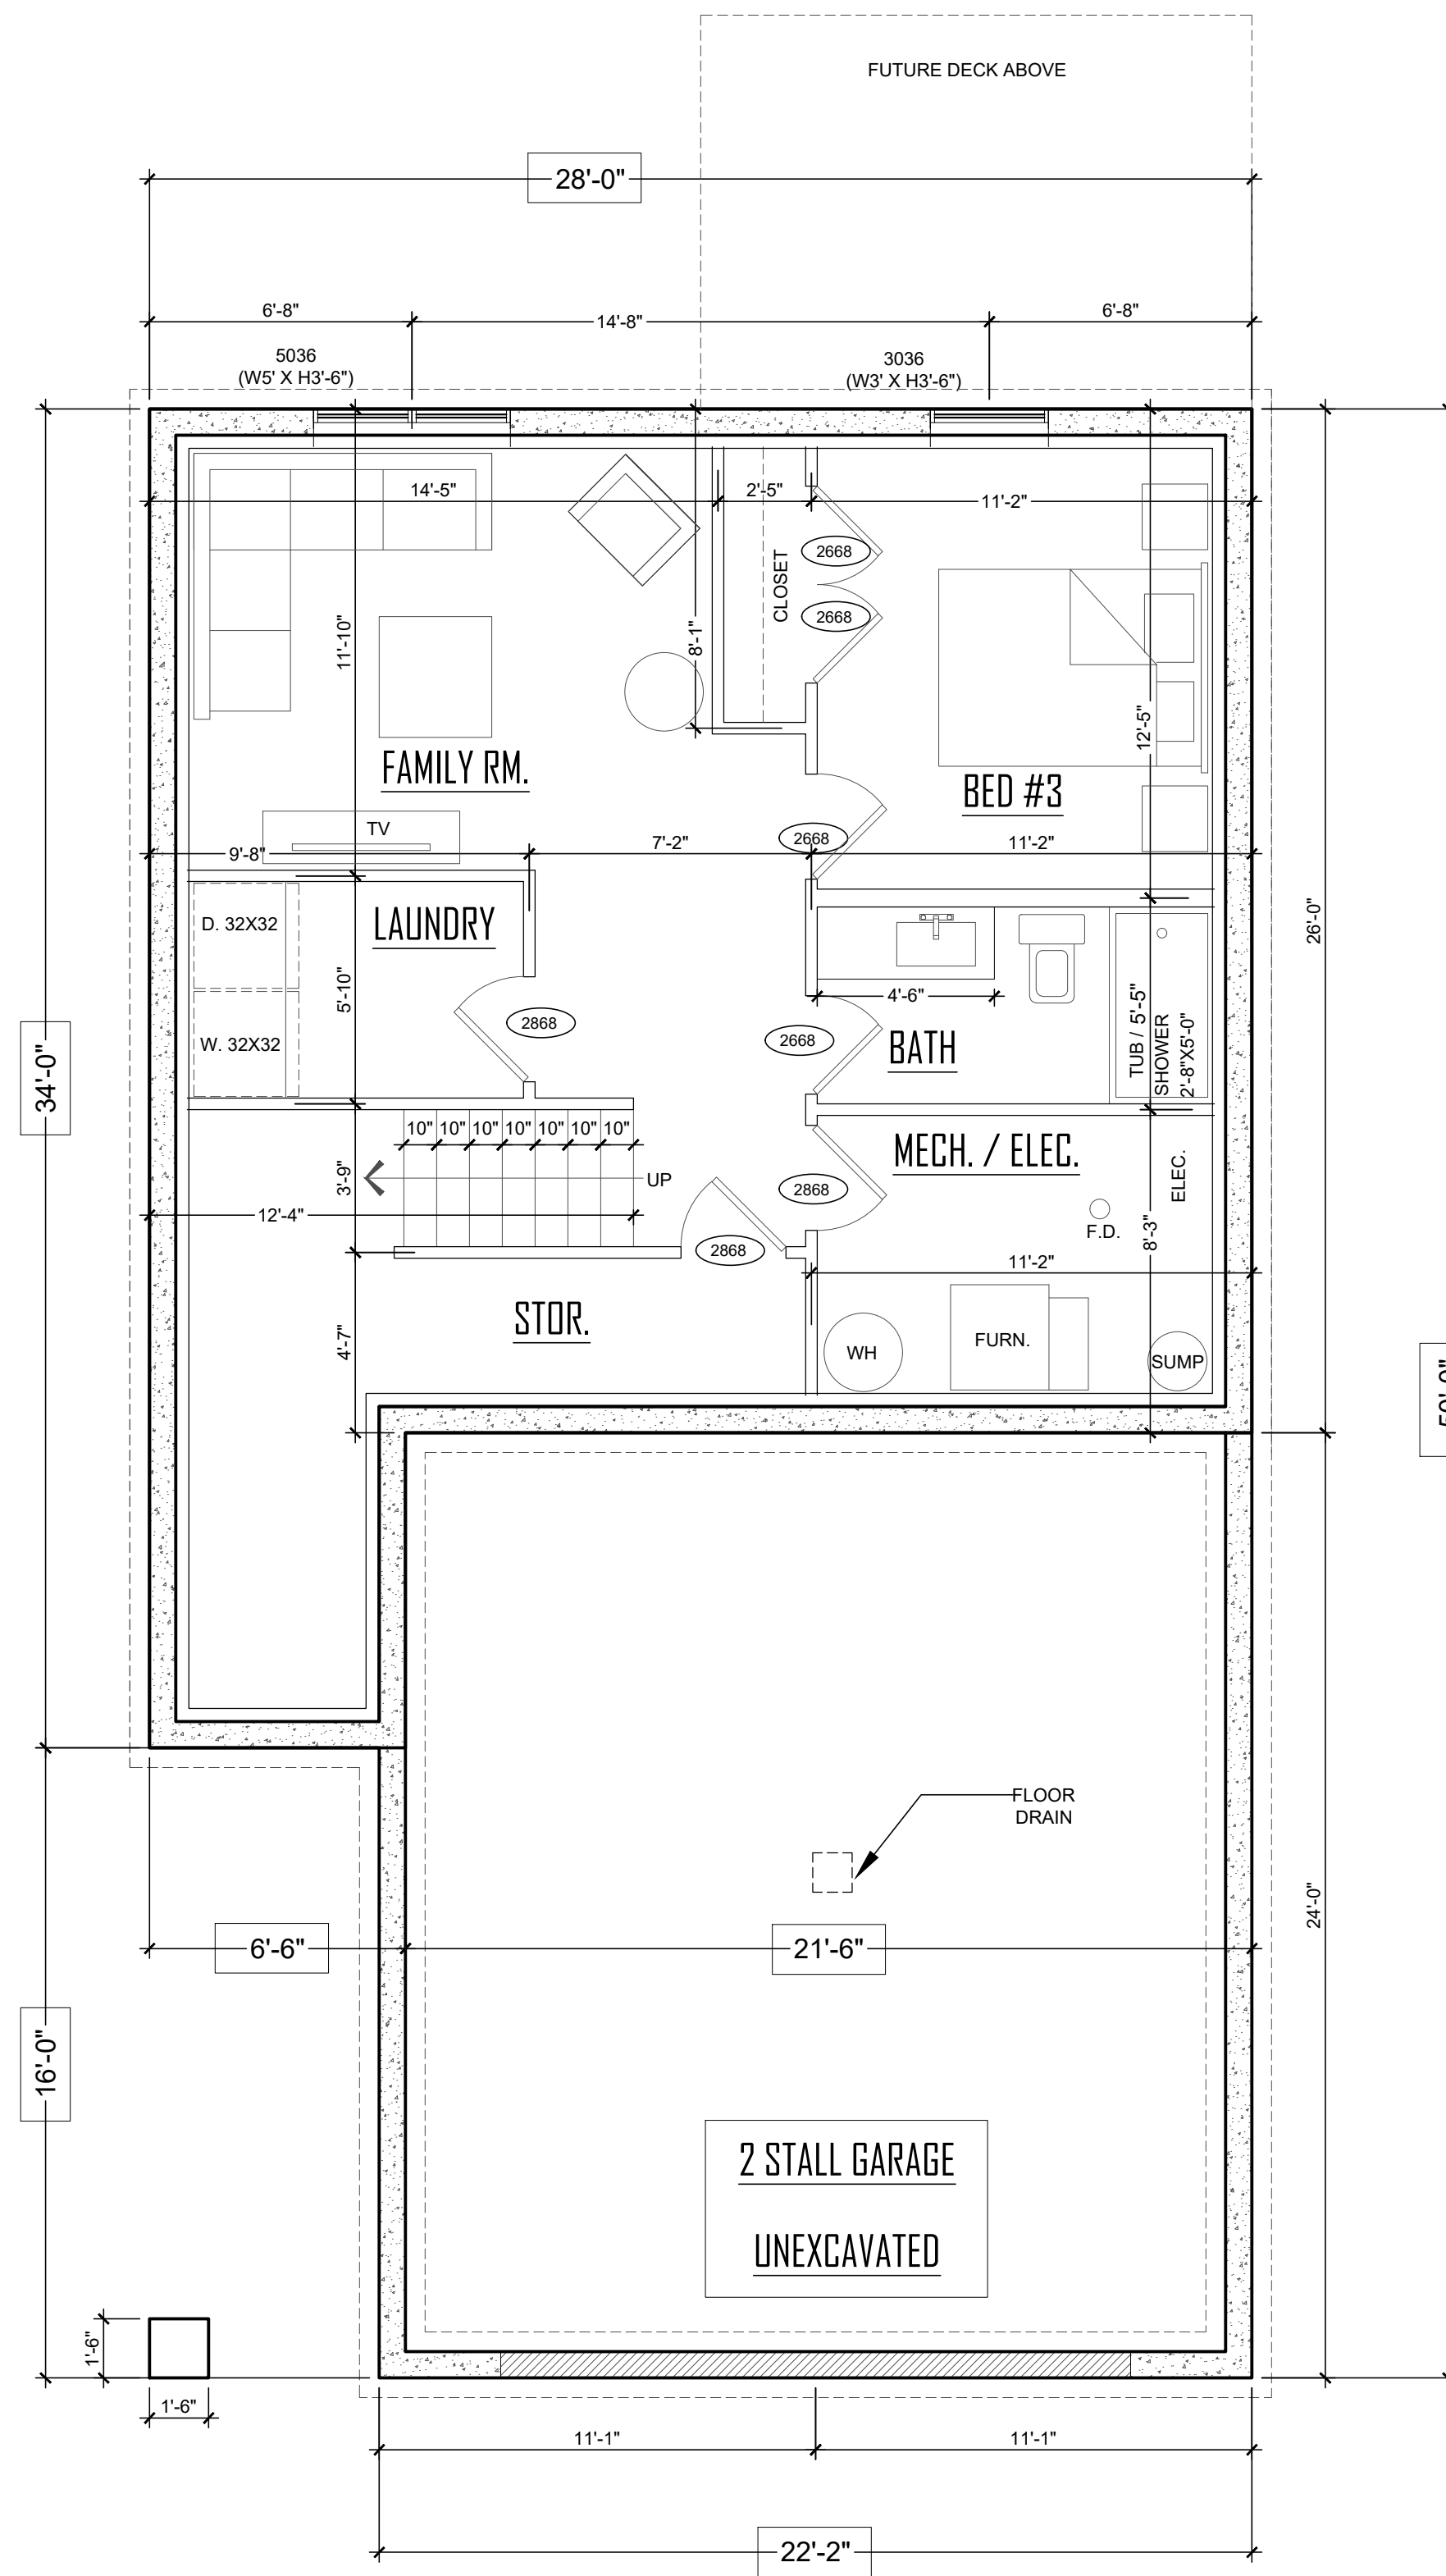 FUTURE DECK ABOVE
28'-0"
6'-8"
14'-8"
6'-8"
5036
(W5' X H3'-6")
3036
(W3' X H3'-6")
14'-5"
2'-5"
11'-2"
2668
CLOSET
2668
11'-10"
8'-1"
12'-5"
FAMILY RM.
BED #3
TV
9'-8"
7'-2"
2668
11'-2"
26'-0"
D. 32X32
LAUNDRY
5'-10"
4'-6"
2868
W. 32X32
2668
BATH
TUB / 5'-5"
SHOWER
2'-8"X5'-0"
34'-0"
10" 10" 10" 10" 10" 10" 10"
MECH. / ELEC.
ELEC.
3'-9"
UP
2868
12'-4"
F.D.
8'-3"
2868
11'-2"
STOR.
4'-7"
WH
FURN.
SUMP
FLOOR
DRAIN
24'-0"
6'-6"
21'-6"
16'-0"
2 STALL GARAGE
UNEXCAVATED
1'-6"
1'-6"
11'-1"
11'-1"
22'-2"